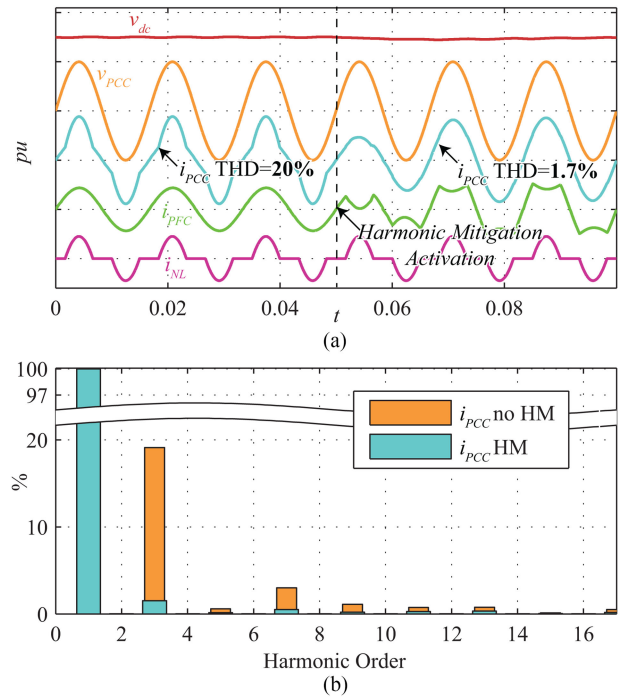 v_dc
v_PCC
pu
i_PCC THD=20%
i_PCC THD=1.7%
i_PFC
Harmonic Mitigation
Activation
i_NL
0 0.02 0.04 0.06 0.08
t
(a)
100
97
20
10
0
%
i_PCC no HM
i_PCC HM
0 2 4 6 8 10 12 14 16
Harmonic Order
(b)